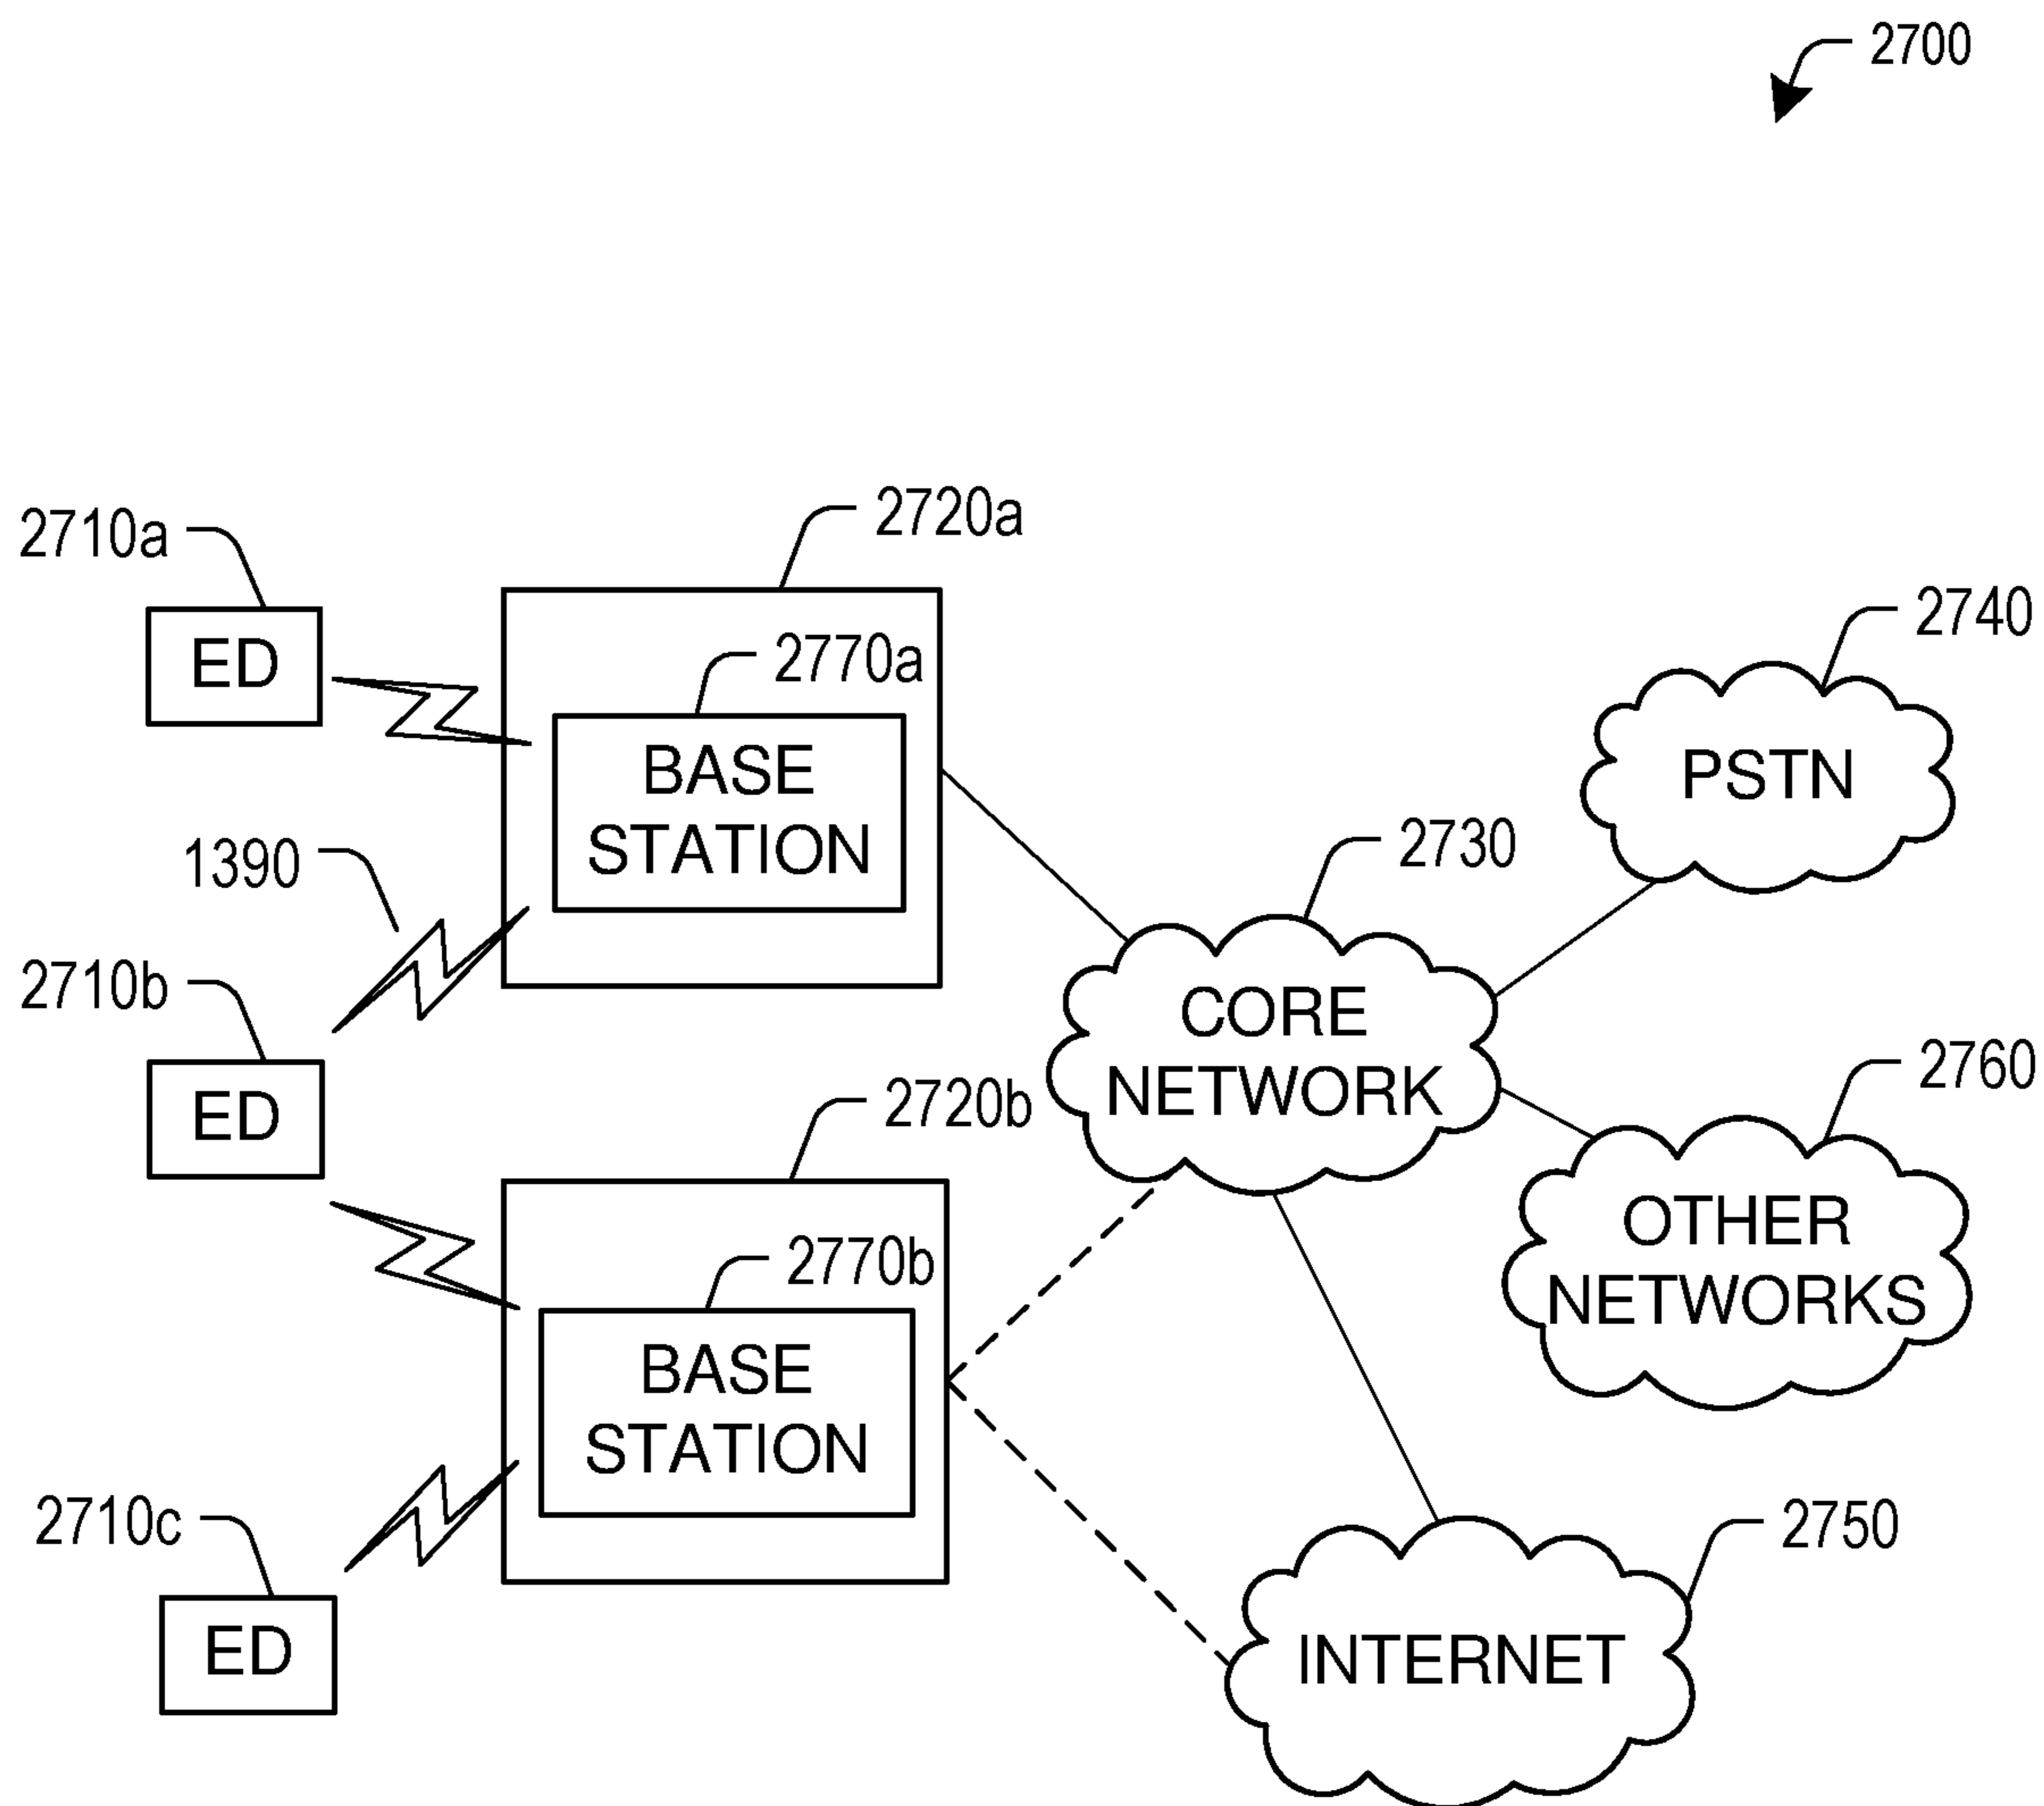 2700
2720a
2710a
ED
2770a
BASE
STATION
2740
PSTN
1390
2730
2710b
ED
CORE
NETWORK
2720b
2760
OTHER
NETWORKS
2770b
BASE
STATION
2710c
ED
2750
INTERNET